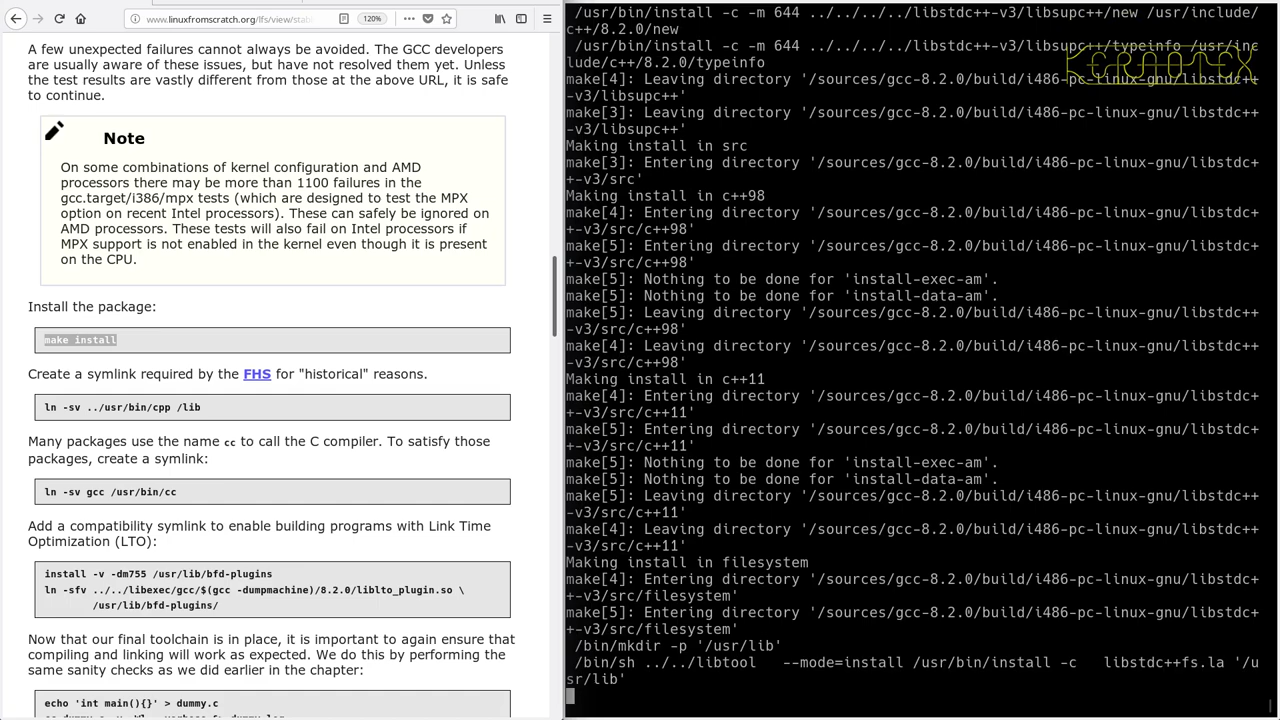 www.linuxfromscratch.org/lfs/view/stab
120%
A few unexpected failures cannot always be avoided. The GCC developers
are usually aware of these issues, but have not resolved them yet. Unless
the test results are vastly different from those at the above URL, it is safe
to continue.
Note
On some combinations of kernel configuration and AMD
processors there may be more than 1100 failures in the
gcc.target/i386/mpx tests (which are designed to test the MPX
option on recent Intel processors). These can safely be ignored on
AMD processors. These tests will also fail on Intel processors if
MPX support is not enabled in the kernel even though it is present
on the CPU.
Install the package:
make install
Create a symlink required by the FHS for "historical" reasons.
ln -sv ../usr/bin/cpp /lib
Many packages use the name cc to call the C compiler. To satisfy those
packages, create a symlink:
ln -sv gcc /usr/bin/cc
Add a compatibility symlink to enable building programs with Link Time
Optimization (LTO):
install -v -dm755 /usr/lib/bfd-plugins
ln -sfv ../../libexec/gcc/$(gcc -dumpmachine)/8.2.0/liblto_plugin.so \
/usr/lib/bfd-plugins/
Now that our final toolchain is in place, it is important to again ensure that
compiling and linking will work as expected. We do this by performing the
same sanity checks as we did earlier in the chapter:
echo 'int main(){}' > dummy.c
/usr/bin/install -c -m 644 ../../../../libstdc++-v3/libsupc++/new /usr/include/
c++/8.2.0/new
/usr/bin/install -c -m 644 ../../../../libstdc++-v3/libsupc++/typeinfo /usr/inc
lude/c++/8.2.0/typeinfo
make[4]: Leaving directory '/sources/gcc-8.2.0/build/i486-pc-linux-gnu/libstdc++
-v3/libsupc++'
make[3]: Leaving directory '/sources/gcc-8.2.0/build/i486-pc-linux-gnu/libstdc++
-v3/libsupc++'
Making install in src
make[3]: Entering directory '/sources/gcc-8.2.0/build/i486-pc-linux-gnu/libstdc+
+-v3/src'
Making install in c++98
make[4]: Entering directory '/sources/gcc-8.2.0/build/i486-pc-linux-gnu/libstdc+
+-v3/src/c++98'
make[5]: Entering directory '/sources/gcc-8.2.0/build/i486-pc-linux-gnu/libstdc+
+-v3/src/c++98'
make[5]: Nothing to be done for 'install-exec-am'.
make[5]: Nothing to be done for 'install-data-am'.
make[5]: Leaving directory '/sources/gcc-8.2.0/build/i486-pc-linux-gnu/libstdc++
-v3/src/c++98'
make[4]: Leaving directory '/sources/gcc-8.2.0/build/i486-pc-linux-gnu/libstdc++
-v3/src/c++98'
Making install in c++11
make[4]: Entering directory '/sources/gcc-8.2.0/build/i486-pc-linux-gnu/libstdc+
+-v3/src/c++11'
make[5]: Entering directory '/sources/gcc-8.2.0/build/i486-pc-linux-gnu/libstdc+
+-v3/src/c++11'
make[5]: Nothing to be done for 'install-exec-am'.
make[5]: Nothing to be done for 'install-data-am'.
make[5]: Leaving directory '/sources/gcc-8.2.0/build/i486-pc-linux-gnu/libstdc++
-v3/src/c++11'
make[4]: Leaving directory '/sources/gcc-8.2.0/build/i486-pc-linux-gnu/libstdc++
-v3/src/c++11'
Making install in filesystem
make[4]: Entering directory '/sources/gcc-8.2.0/build/i486-pc-linux-gnu/libstdc+
+-v3/src/filesystem'
make[5]: Entering directory '/sources/gcc-8.2.0/build/i486-pc-linux-gnu/libstdc+
+-v3/src/filesystem'
/bin/mkdir -p '/usr/lib'
/bin/sh ../../libtool   --mode=install /usr/bin/install -c   libstdc++fs.la '/u
sr/lib'